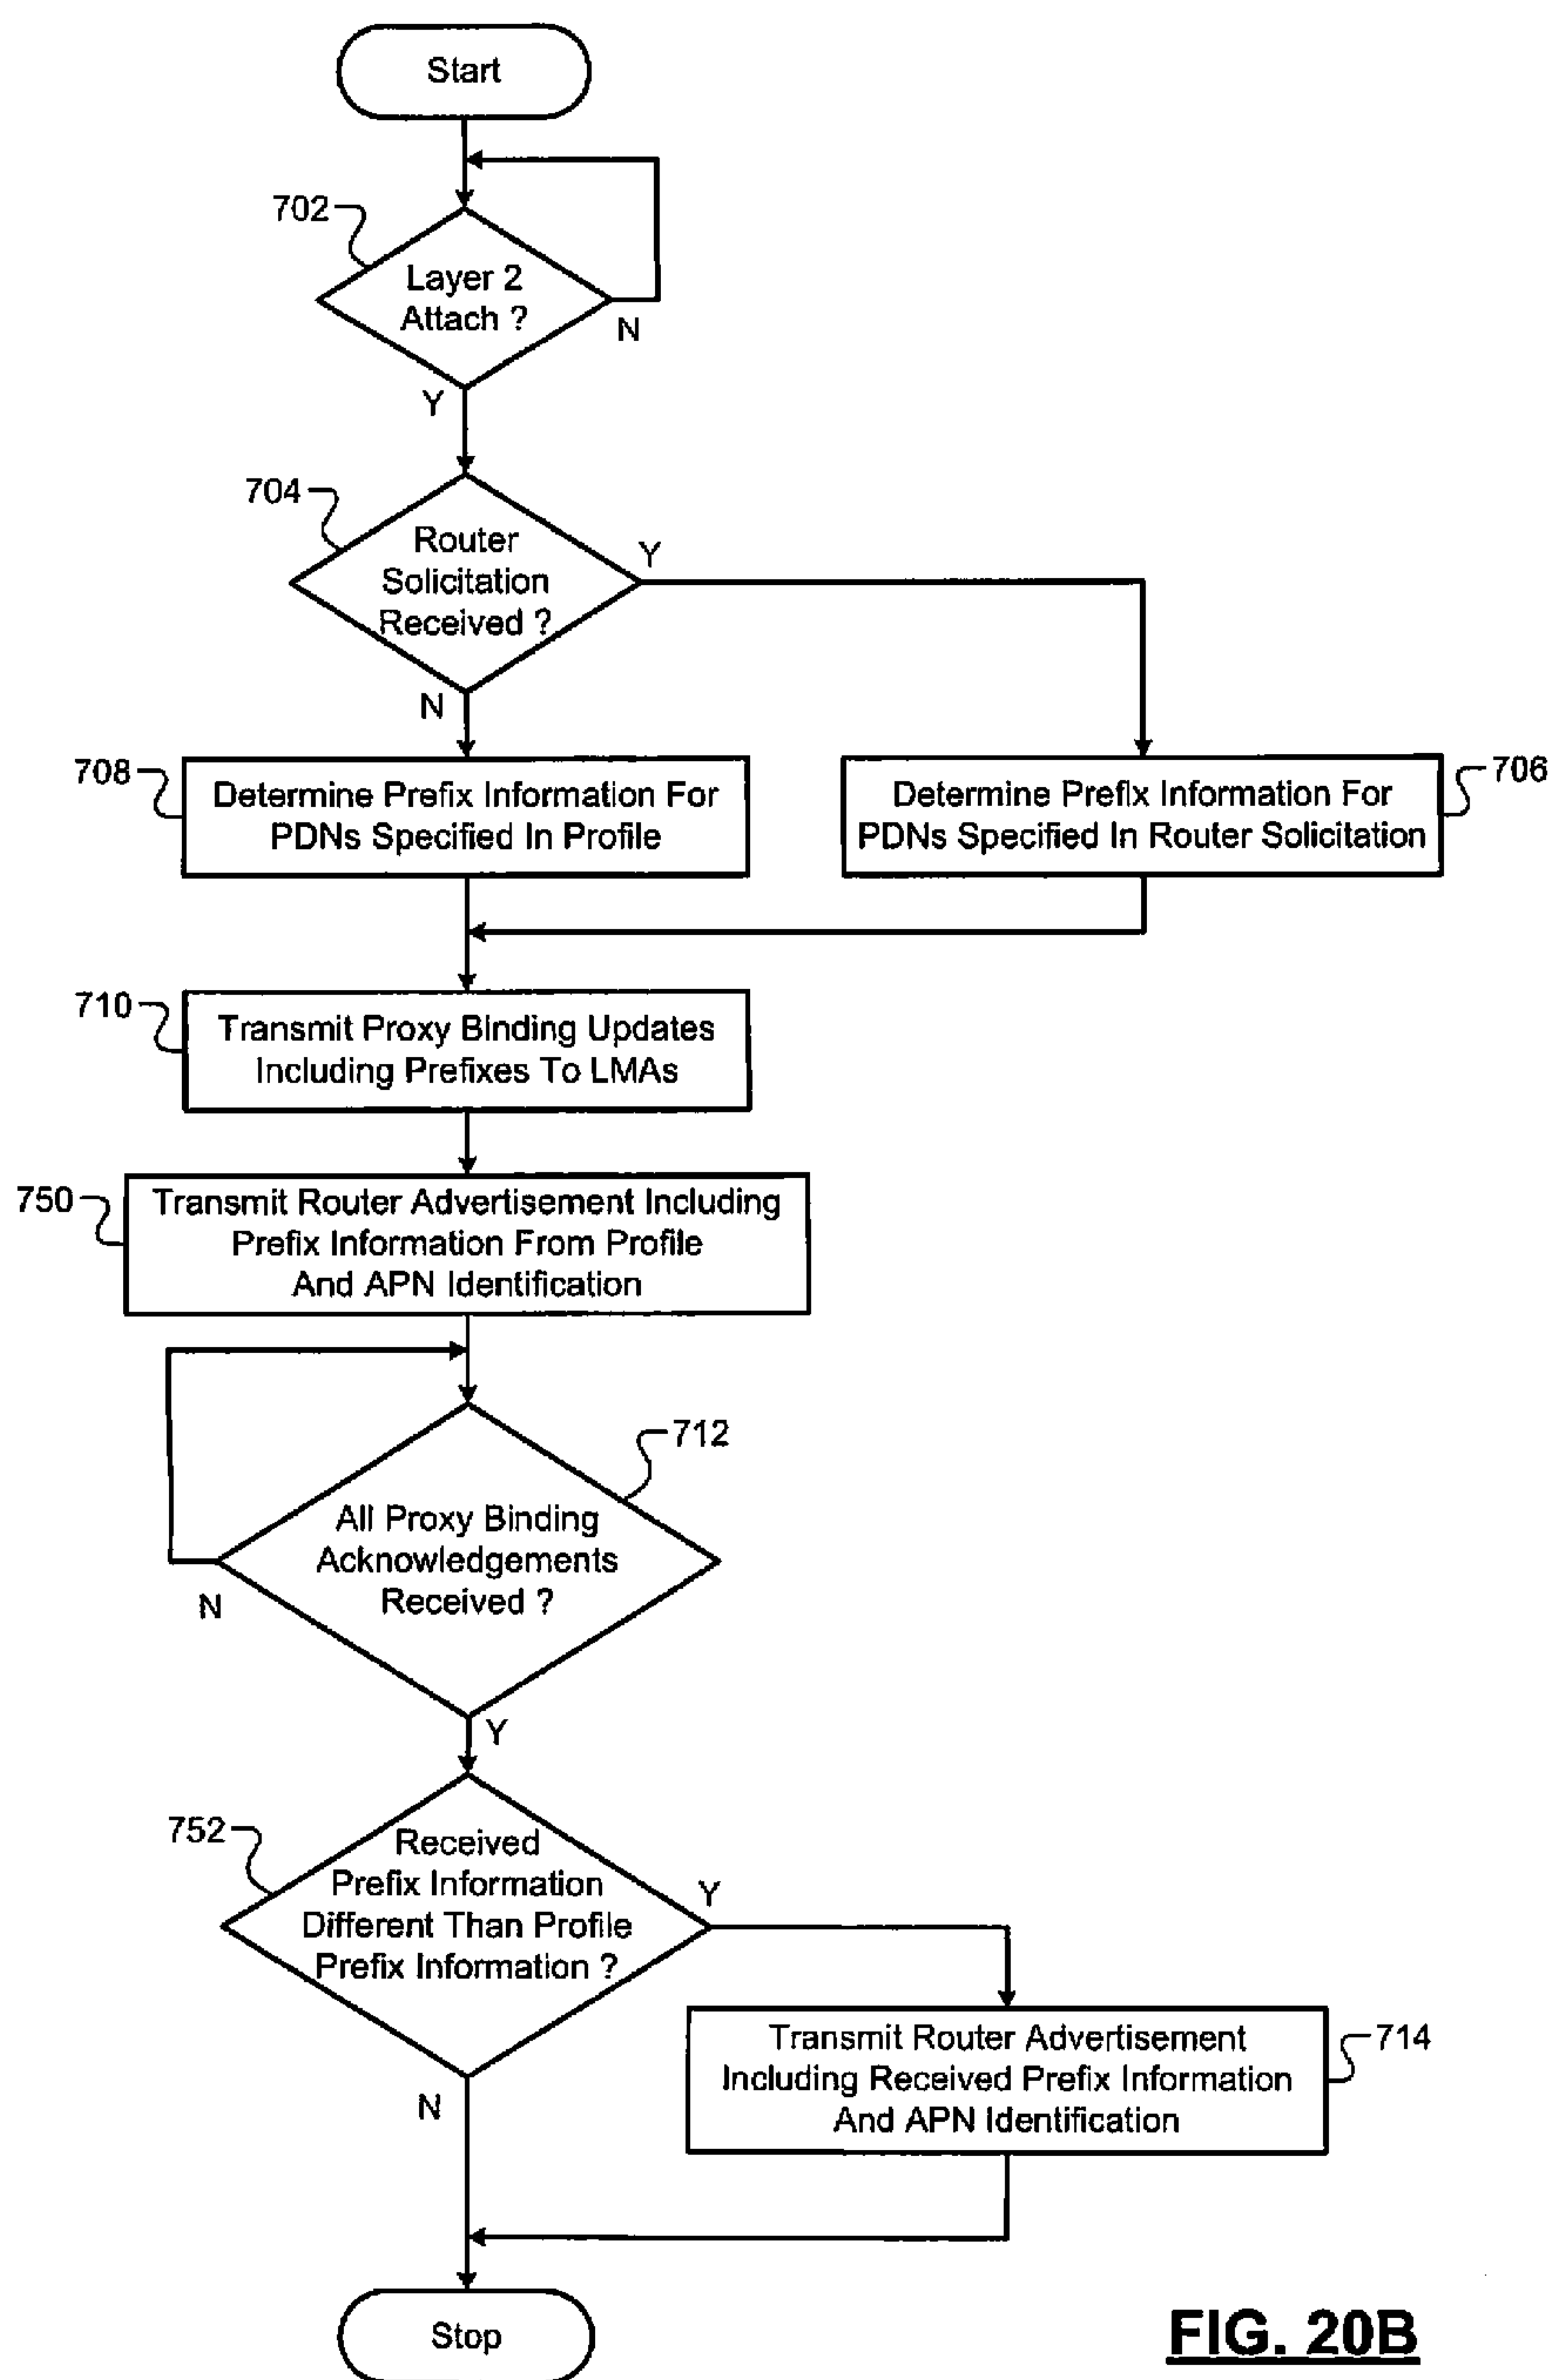 Start
702
Layer 2
Attach ?
N
Y
704
Router
Solicitation
Received ?
Y
N
708
Determine Prefix Information For
PDNs Specified In Profile
Determine Prefix Information For
PDNs Specified In Router Solicitation
706
710
Transmit Proxy Binding Updates
Including Prefixes To LMAs
750
Transmit Router Advertisement Including
Prefix Information From Profile
And APN Identification
712
All Proxy Binding
Acknowledgements
Received ?
N
Y
752
Received
Prefix Information
Different Than Profile
Prefix Information ?
Y
N
Transmit Router Advertisement
Including Received Prefix Information
And APN Identification
714
Stop
FIG. 20B